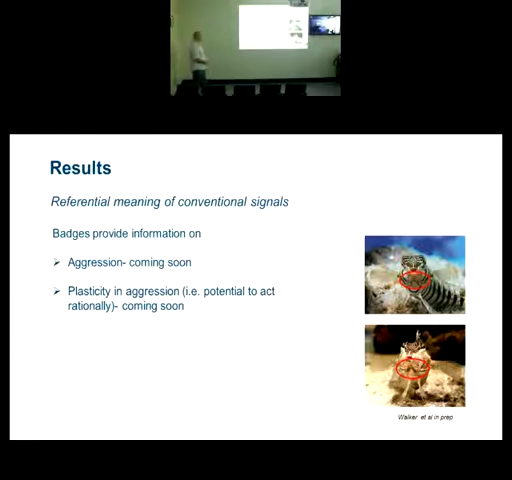 Results
Referential meaning of conventional signals
Badges provide information on
➢ Aggression- coming soon
➢ Plasticity in aggression (i.e. potential to act
rationally)- coming soon
Walker et al in prep